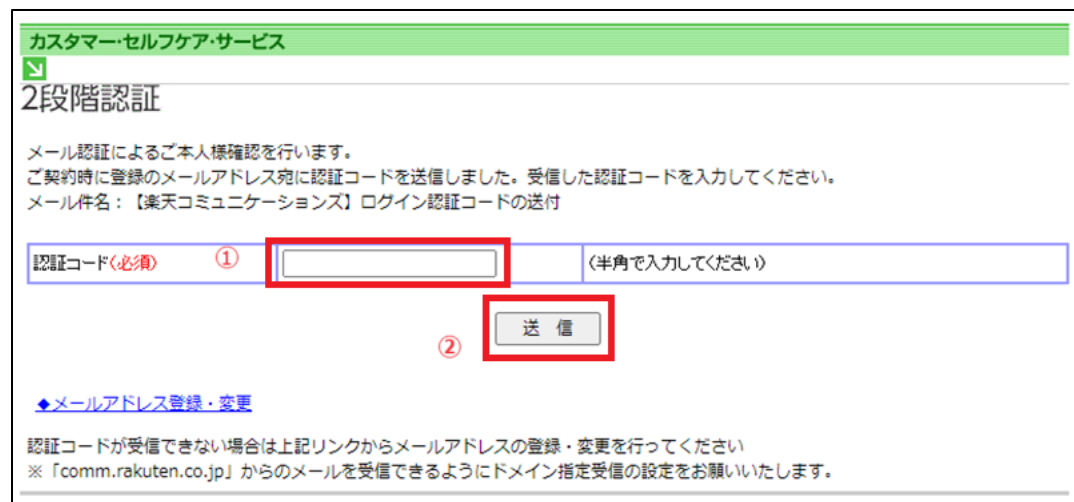 カスタマー･セルフケア･サービス
2段階認証
メール認証によるご本人様確認を行います。
ご契約時に登録のメールアドレス宛に認証コードを送信しました。受信した認証コードを入力してください。
メール件名：【楽天コミュニケーションズ】ログイン認証コードの送付
認証コード(必須) ① (半角で入力してください)
送 信
②
◆メールアドレス登録・変更
認証コードが受信できない場合は上記リンクからメールアドレスの登録・変更を行ってください
※「comm.rakuten.co.jp」からのメールを受信できるようにドメイン指定受信の設定をお願いいたします。